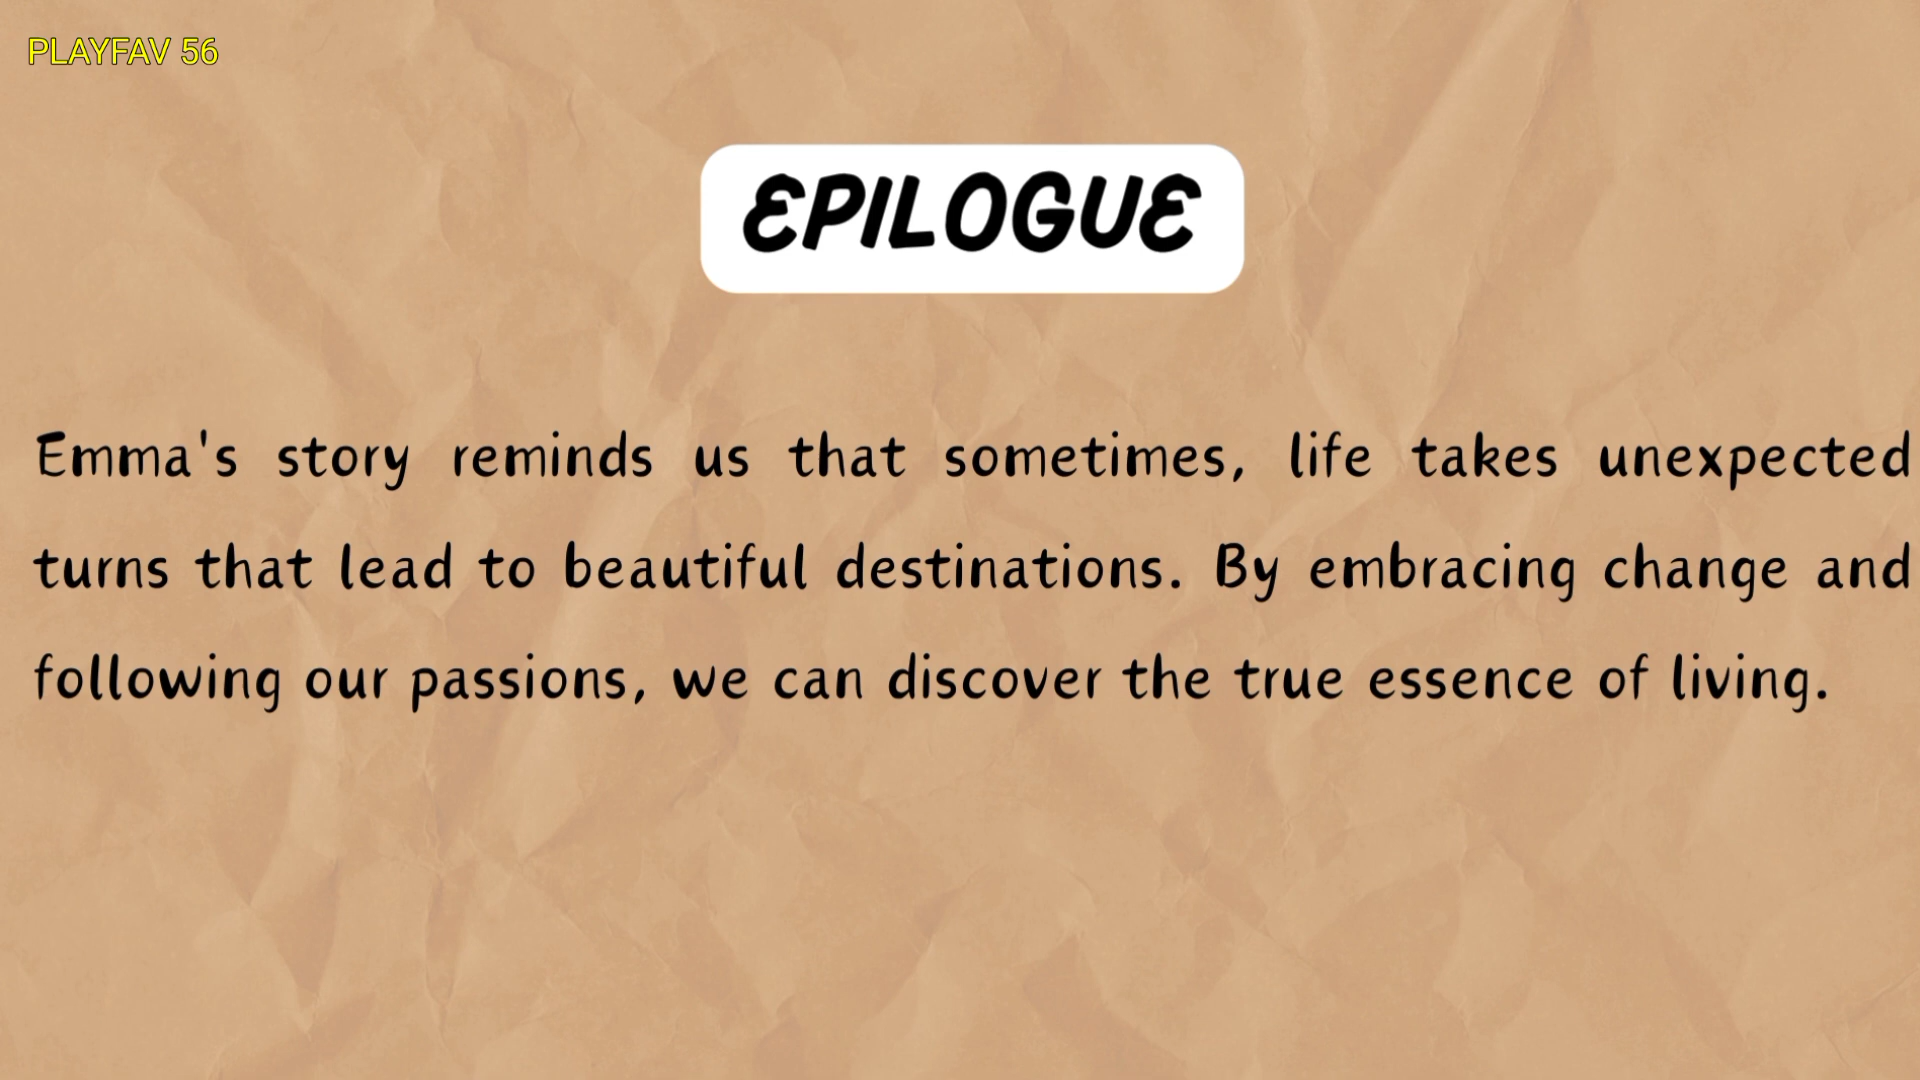 PLAYFAV 56
EPILOGUE
Emma's story reminds us that sometimes, life takes unexpected
turns that lead to beautiful destinations. By embracing change and
following our passions, we can discover the true essence of living.